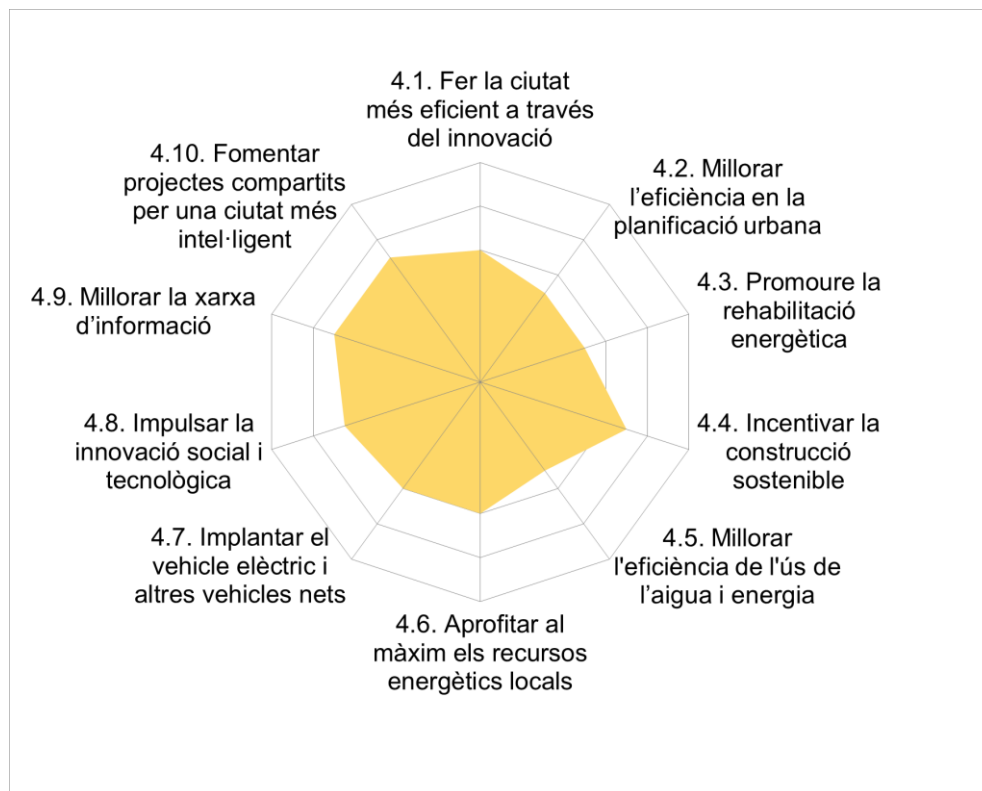 4.1. Fer la ciutat
més eficient a través
del innovació
4.2. Millorar
l’eficiència en la
planificació urbana
4.3. Promoure la
rehabilitació
energètica
4.4. Incentivar la
construcció
sostenible
4.5. Millorar
l'eficiència de l'ús de
l’aigua i energia
4.6. Aprofitar al
màxim els recursos
energètics locals
4.7. Implantar el
vehicle elèctric i
altres vehicles nets
4.8. Impulsar la
innovació social i
tecnològica
4.9. Millorar la xarxa
d’informació
4.10. Fomentar
projectes compartits
per una ciutat més
intel·ligent